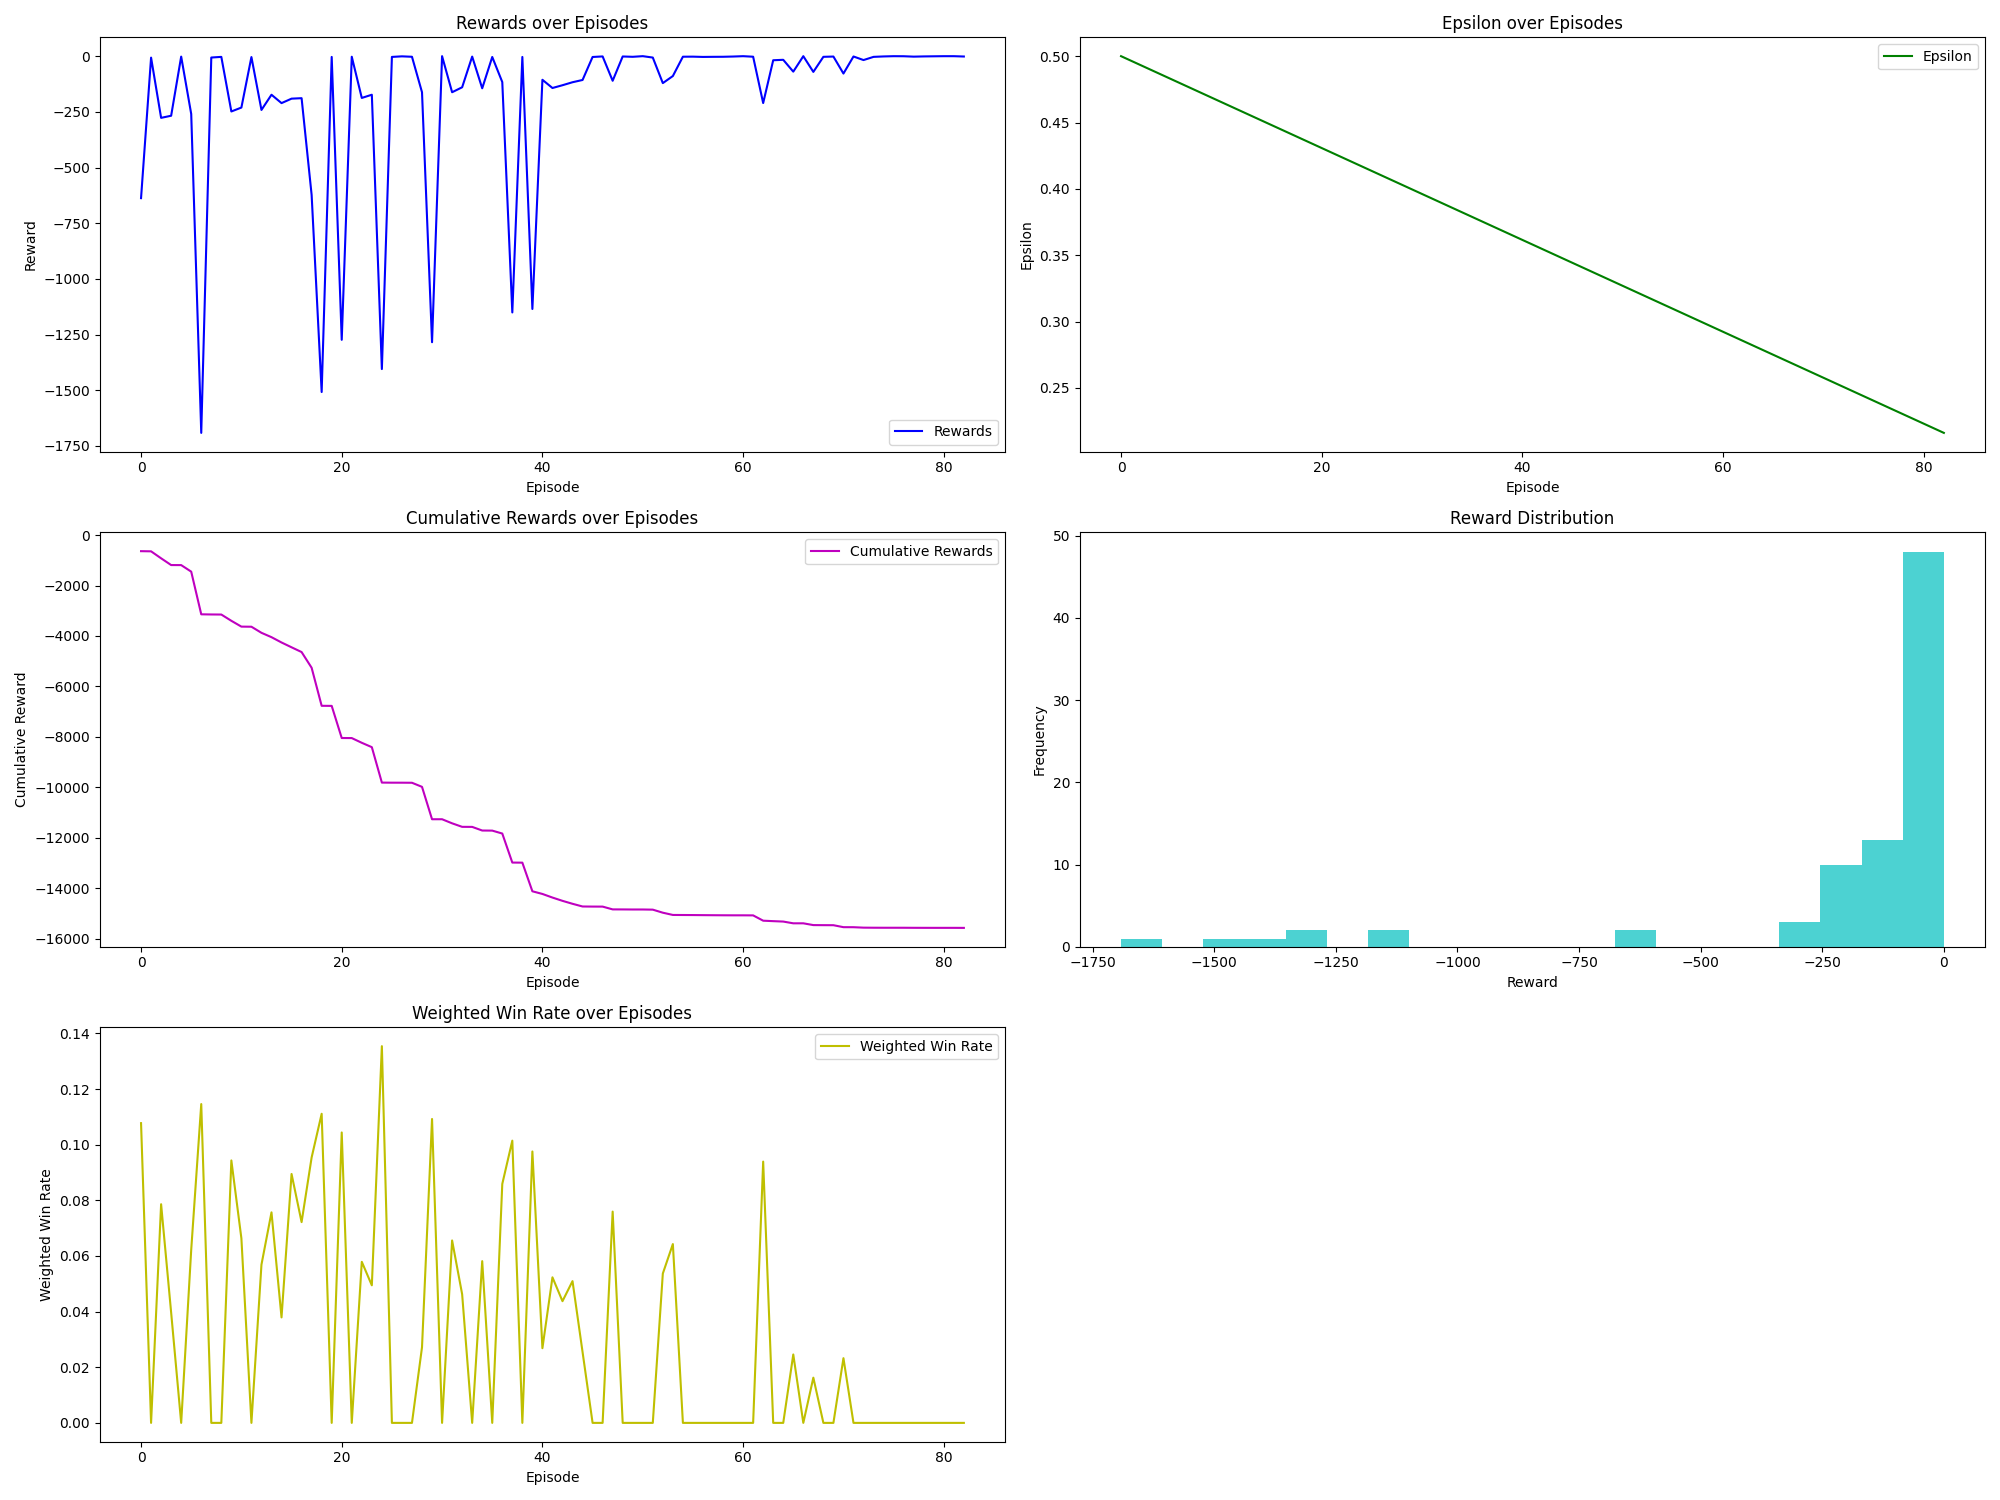 Rewards over Episodes
0
−250
−500
−750
−1000
−1250
−1500
−1750
Reward
Rewards
0 20 40 60 80
Episode
Epsilon over Episodes
0.50
0.45
0.40
0.35
0.30
0.25
Epsilon
Epsilon
0 20 40 60 80
Episode
Cumulative Rewards over Episodes
0
−2000
−4000
−6000
−8000
−10000
−12000
−14000
−16000
Cumulative Reward
Cumulative Rewards
0 20 40 60 80
Episode
Reward Distribution
50
40
30
20
10
0
Frequency
−1750 −1500 −1250 −1000 −750 −500 −250 0
Reward
Weighted Win Rate over Episodes
0.14
0.12
0.10
0.08
0.06
0.04
0.02
0.00
Weighted Win Rate
Weighted Win Rate
0 20 40 60 80
Episode